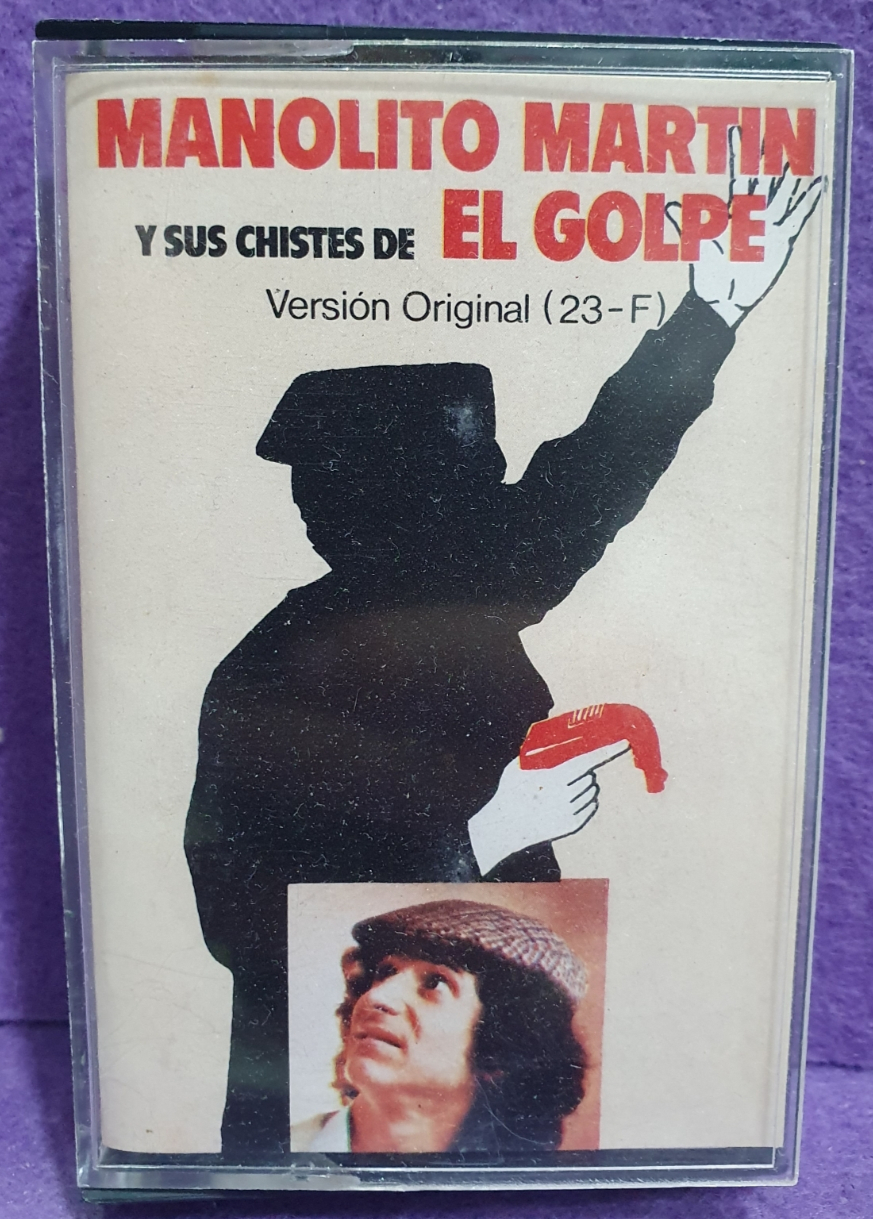 MANOLITO MARTIN
Y SUS CHISTES DE EL GOLPE
Versión Original (23-F)